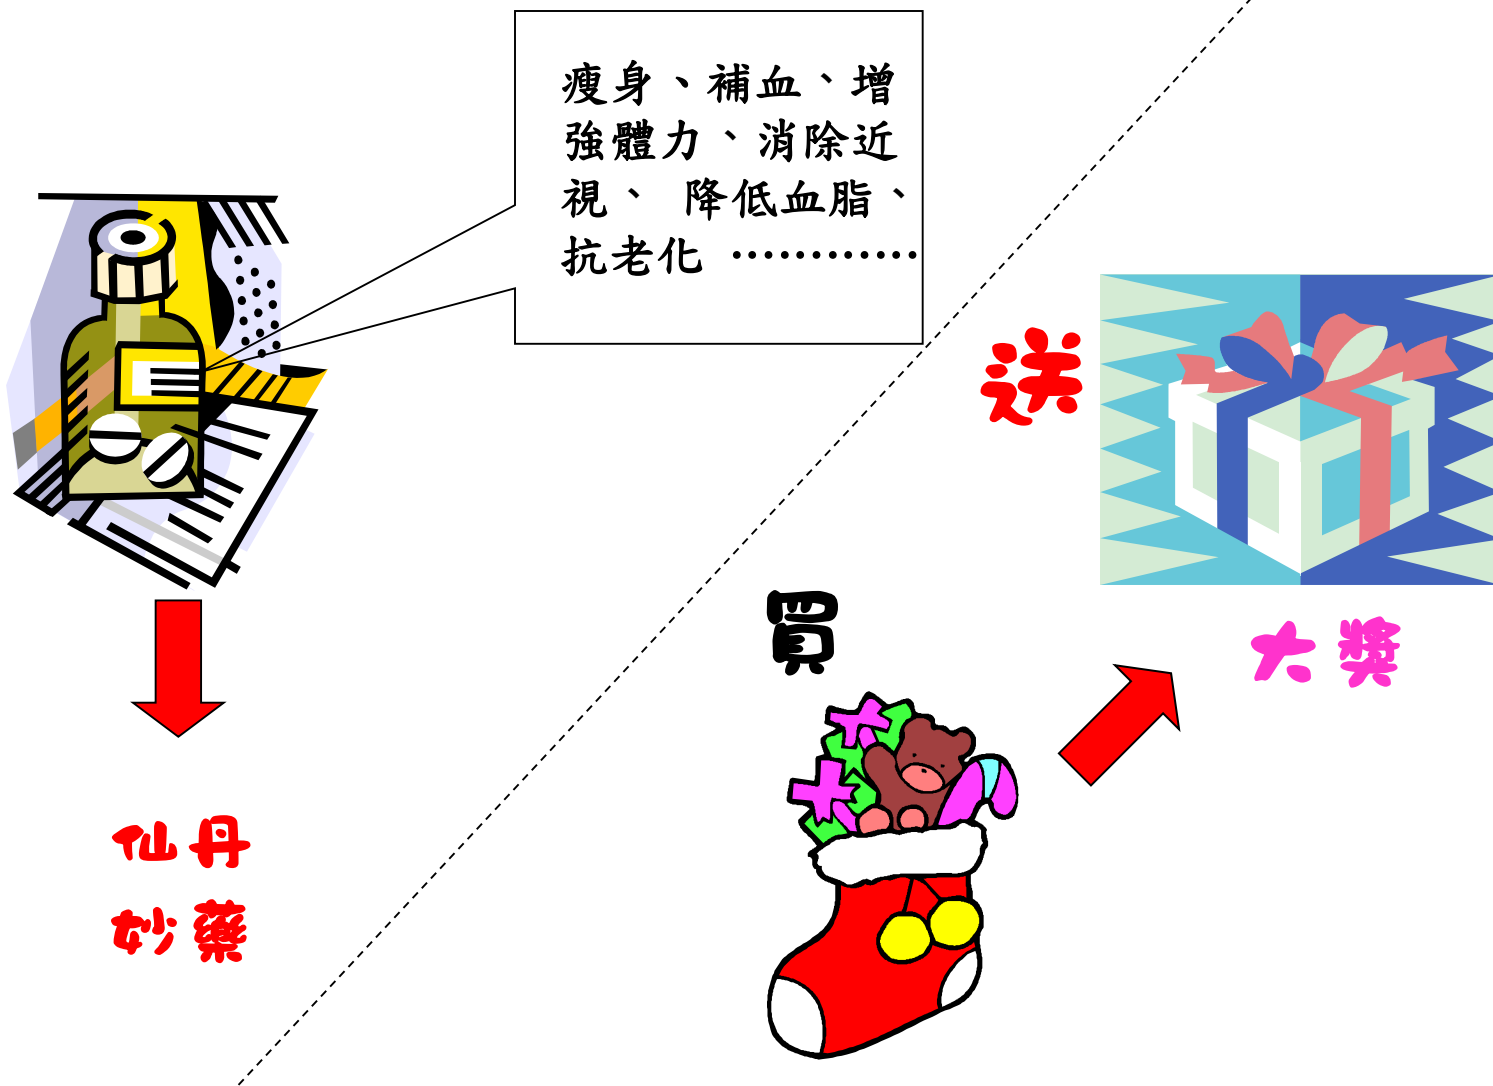 瘦身、補血、增
強體力、消除近
視、 降低血脂、
抗老化 …………
仙丹
妙藥
送
大獎
買